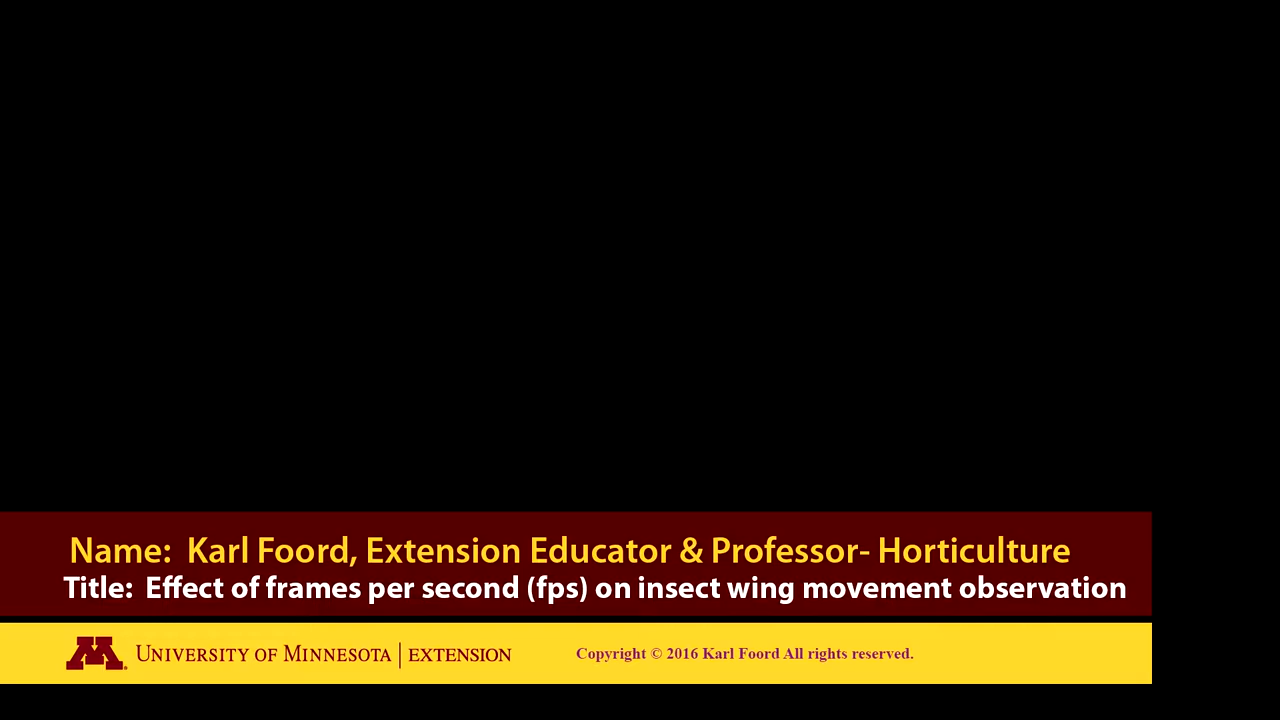 Name: Karl Foord, Extension Educator & Professor- Horticulture
Title: Effect of frames per second (fps) on insect wing movement observation
M® UNIVERSITY OF MINNESOTA | EXTENSION
Copyright © 2016 Karl Foord All rights reserved.